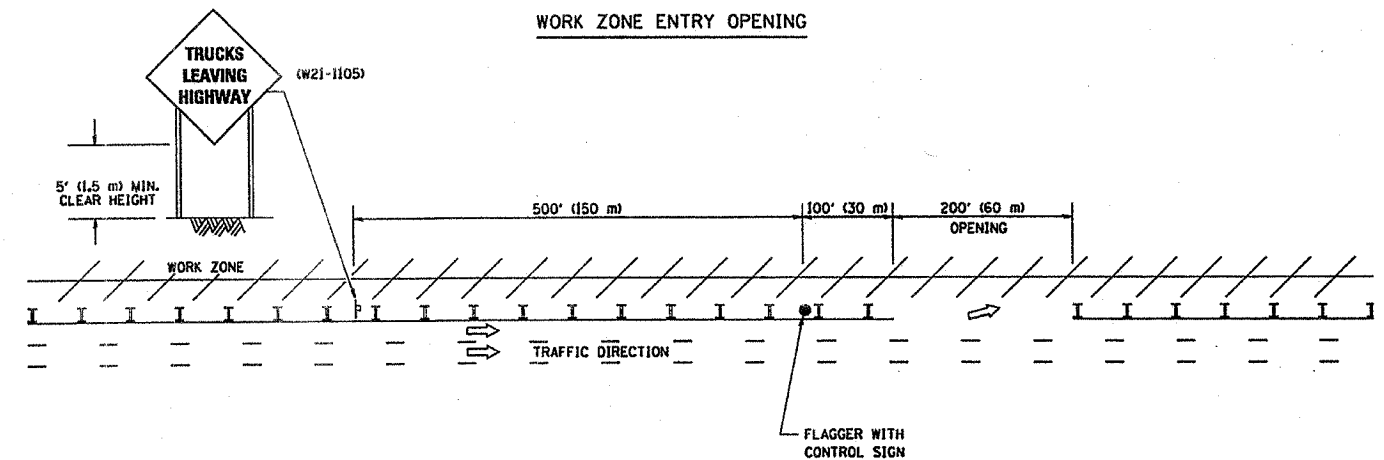 WORK ZONE ENTRY OPENING
TRUCKS
LEAVING
HIGHWAY
(W21-1105)
5' (1.5 m) MIN.
CLEAR HEIGHT
500' (150 m)
100' (30 m)
200' (60 m)
OPENING
WORK ZONE
TRAFFIC DIRECTION
FLAGGER WITH
CONTROL SIGN